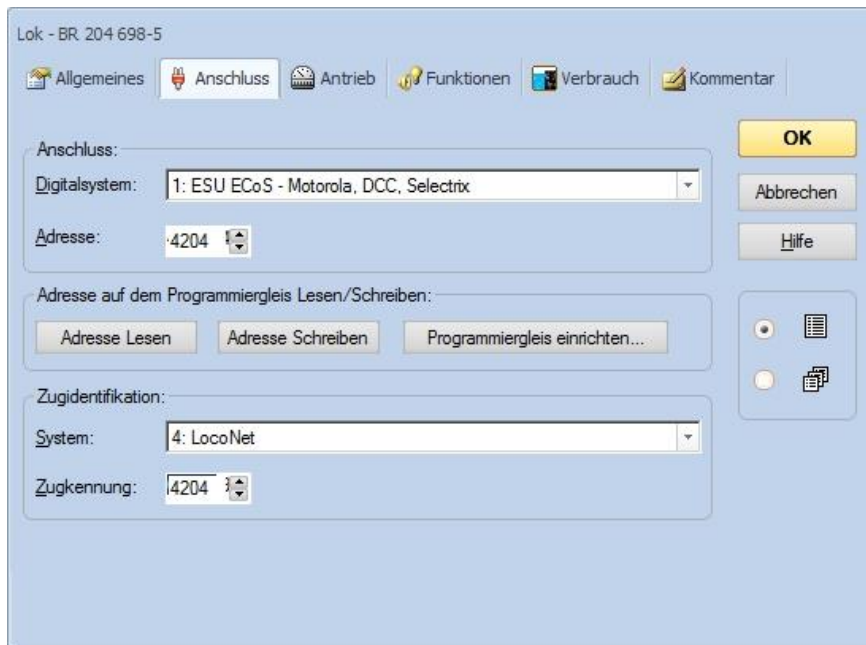 Lok - BR 204 698-5
Allgemeines Anschluss Antrieb Funktionen Verbrauch Kommentar
Anschluss:
Digitalsystem: 1: ESU ECoS - Motorola, DCC, Selectrix
Adresse: 4204
Adresse auf dem Programmiergleis Lesen/Schreiben:
Adresse Lesen Adresse Schreiben Programmiergleis einrichten...
Zugidentifikation:
System: 4: LocoNet
Zugkennung: 4204
OK
Abbrechen
Hilfe